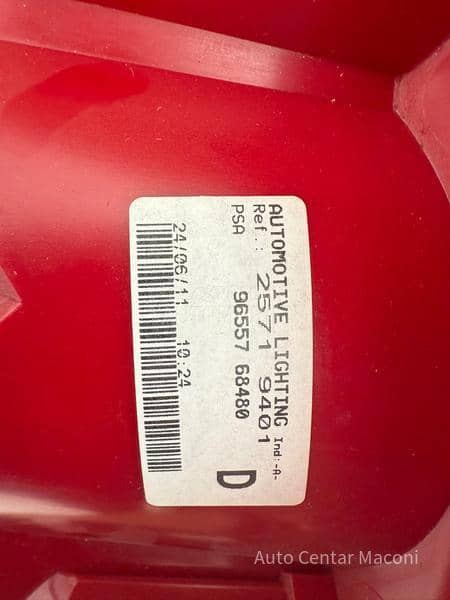 AUTOMOTIVE LIGHTING
Ref.: 2571 9401 Ind:-A-
PSA 96557 68480
D
24/06/11 10:24
Auto Centar Maconi